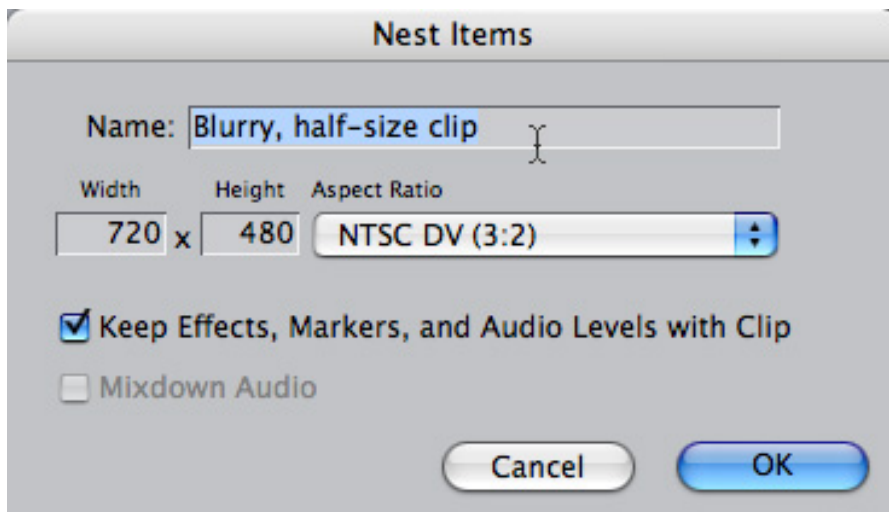 Nest Items
Name: Blurry, half-size clip
Width Height Aspect Ratio
720 x 480 NTSC DV (3:2)
Keep Effects, Markers, and Audio Levels with Clip
Mixdown Audio
Cancel OK